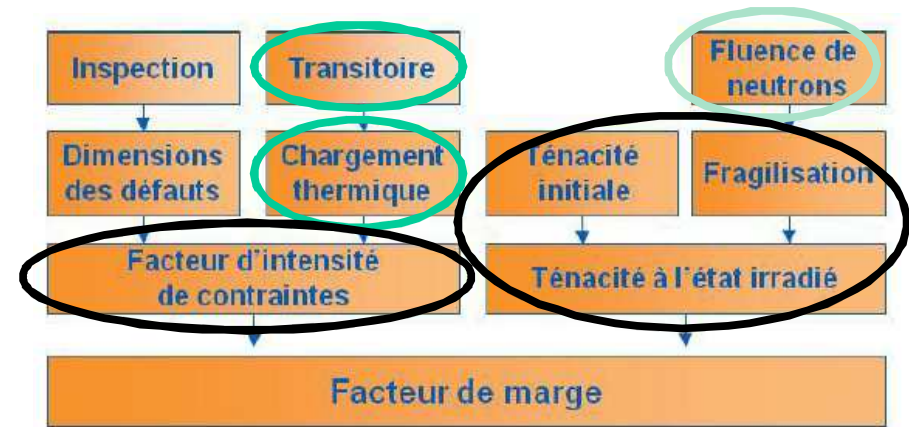 Inspection
Transitoire
Fluence de
neutrons
Dimensions
des défauts
Chargement
thermique
Ténacité
initiale
Fragilisation
Facteur d'intensité
de contraintes
Ténacité à l'état irradié
Facteur de marge